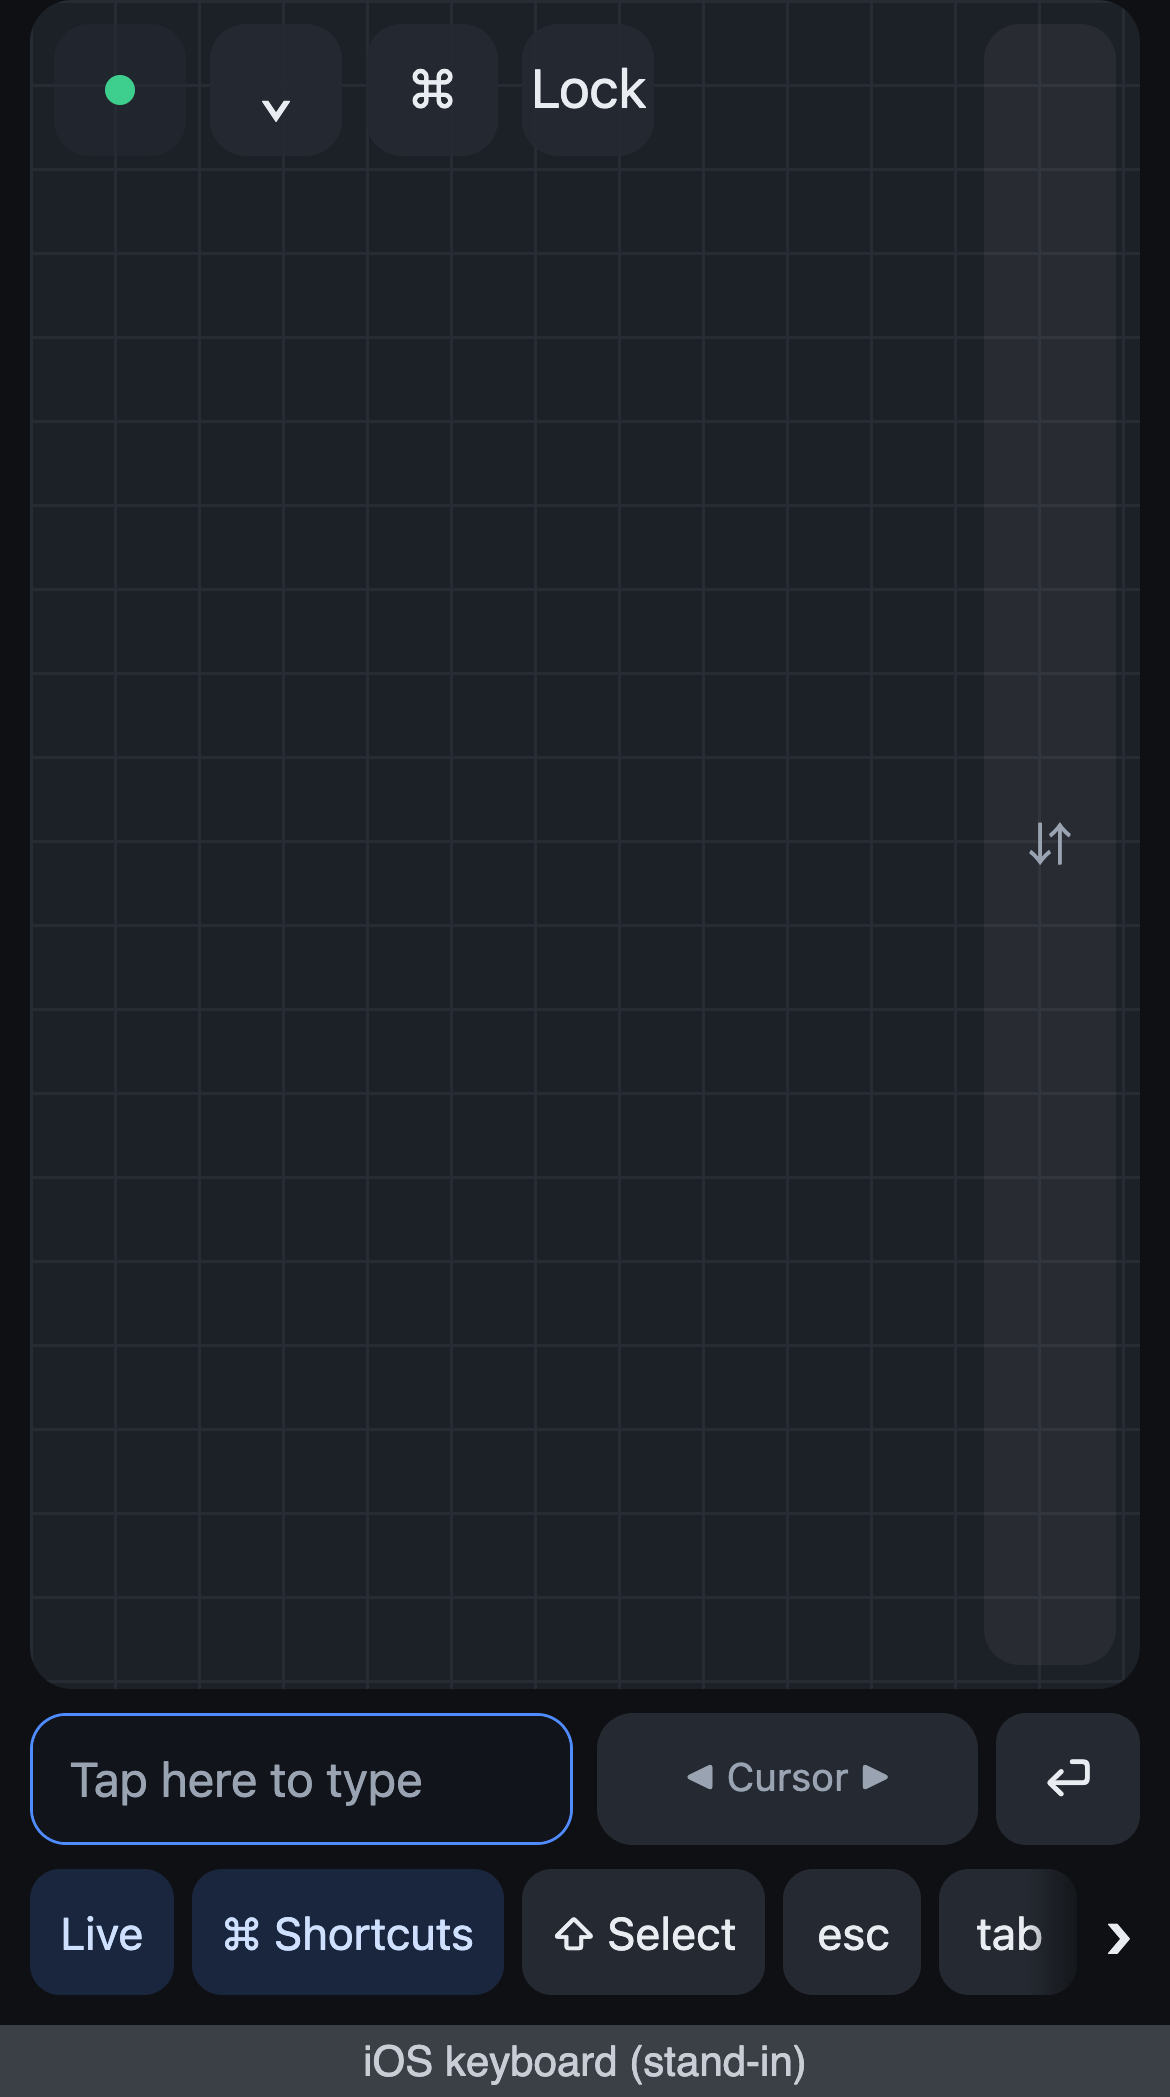 ⌘ Lock
Tap here to type ◀ Cursor ▶
Live ⌘ Shortcuts ⇧ Select esc tab ›
iOS keyboard (stand-in)